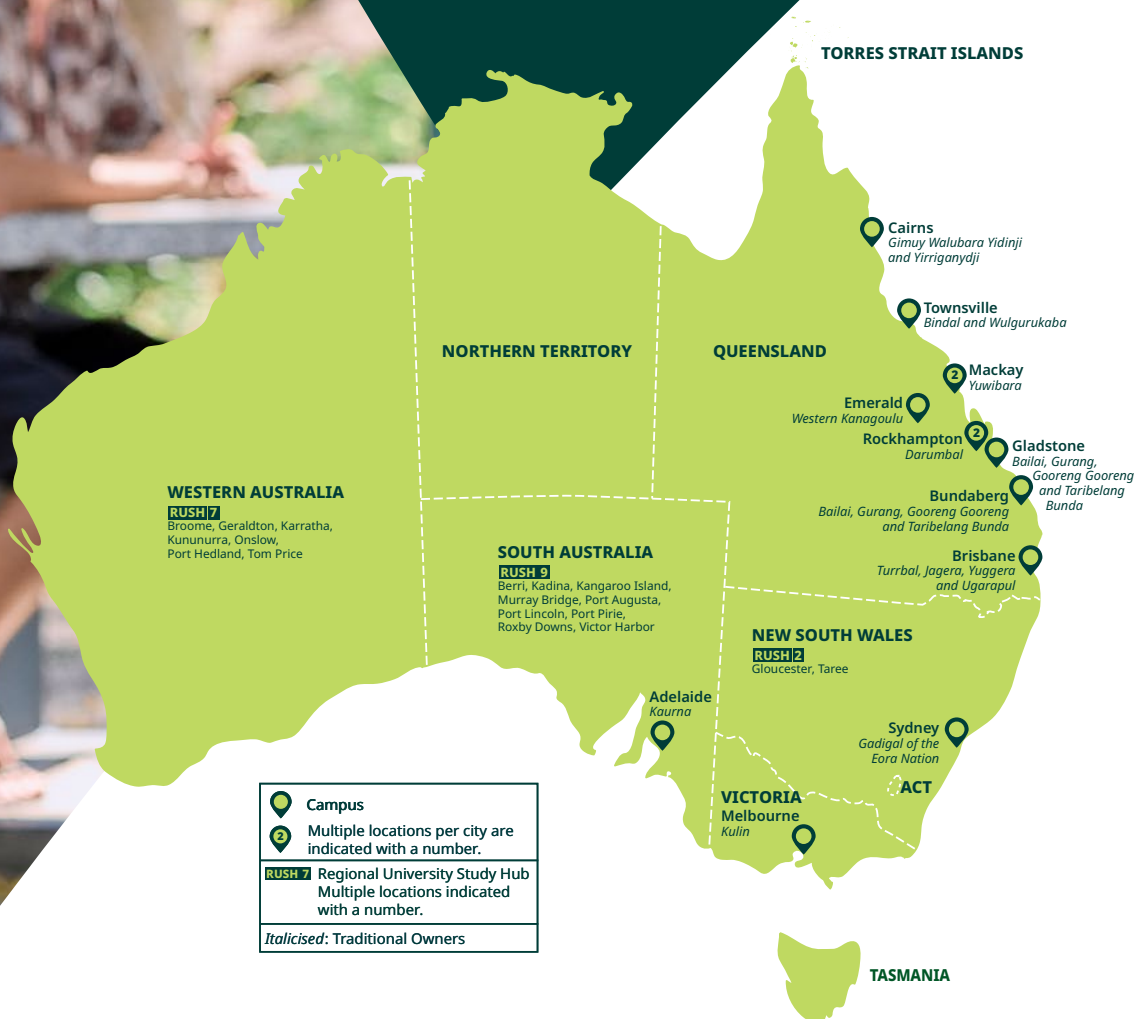 TORRES STRAIT ISLANDS
Cairns
Gimuy Walubara Yidinji
and Yirriganydji
Townsville
Bindal and Wulgurukaba
NORTHERN TERRITORY
QUEENSLAND
2
Mackay
Yuwibara
Emerald
Western Kanagoulu
Rockhampton
Darumbal
2
Gladstone
Bailai, Gurang,
Gooreng Gooreng
and Taribelang
Bunda
Bundaberg
Bailai, Gurang, Gooreng Gooreng
and Taribelang Bunda
Brisbane
Turrbal, Jagera, Yuggera
and Ugarapul
WESTERN AUSTRALIA
RUSH 7
Broome, Geraldton, Karratha,
Kununurra, Onslow,
Port Hedland, Tom Price
SOUTH AUSTRALIA
RUSH 9
Berri, Kadina, Kangaroo Island,
Murray Bridge, Port Augusta,
Port Lincoln, Port Pirie,
Roxby Downs, Victor Harbor
NEW SOUTH WALES
RUSH 2
Gloucester, Taree
Adelaide
Kaurna
Sydney
Gadigal of the
Eora Nation
ACT
VICTORIA
Melbourne
Kulin
Campus
2
Multiple locations per city are
indicated with a number.
RUSH 7
Regional University Study Hub
Multiple locations indicated
with a number.
Italicised: Traditional Owners
TASMANIA